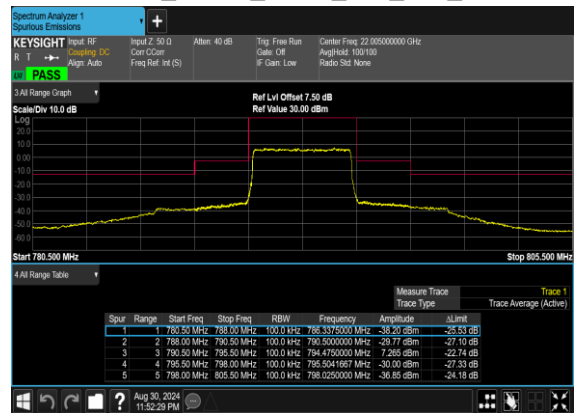 Spectrum Analyzer 1
Spurious Emissions
KEYSIGHT Input: RF Input Z: 50 Ω Atten: 40 dB Trig: Free Run Center Freq: 22.005000000 GHz
R T Coupling: DC Corr CCorr Gate: Off Avg|Hold: 100/100
Align: Auto Freq Ref: Int (S) IF Gain: Low Radio Std: None
PASS
3 All Range Graph Ref Lvl Offset 7.50 dB
Scale/Div 10.0 dB Ref Value 30.00 dBm
Log
20.0
10.0
0.00
-10.0
-20.0
-30.0
-40.0
-50.0
-60.0
Start 780.500 MHz Stop 805.500 MHz
4 All Range Table
Measure Trace Trace 1
Trace Type Trace Average (Active)
Spur Range Start Freq Stop Freq RBW Frequency Amplitude ΔLimit
1 1 780.50 MHz 788.00 MHz 100.0 kHz 786.3375000 MHz -38.20 dBm -25.53 dB
2 2 788.00 MHz 790.50 MHz 100.0 kHz 790.5000000 MHz -29.77 dBm -27.10 dB
3 3 790.50 MHz 795.50 MHz 100.0 kHz 794.4750000 MHz 7.265 dBm -22.74 dB
4 4 795.50 MHz 798.00 MHz 100.0 kHz 795.5041667 MHz -30.00 dBm -27.33 dB
5 5 798.00 MHz 805.50 MHz 100.0 kHz 798.0250000 MHz -36.85 dBm -24.18 dB
? Aug 30, 2024
11:52:29 PM